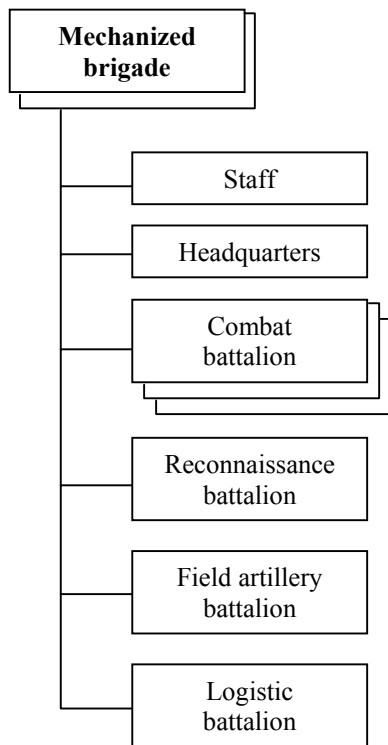 Mechanized
brigade
Staff
Headquarters
Combat
battalion
Reconnaissance
battalion
Field artillery
battalion
Logistic
battalion